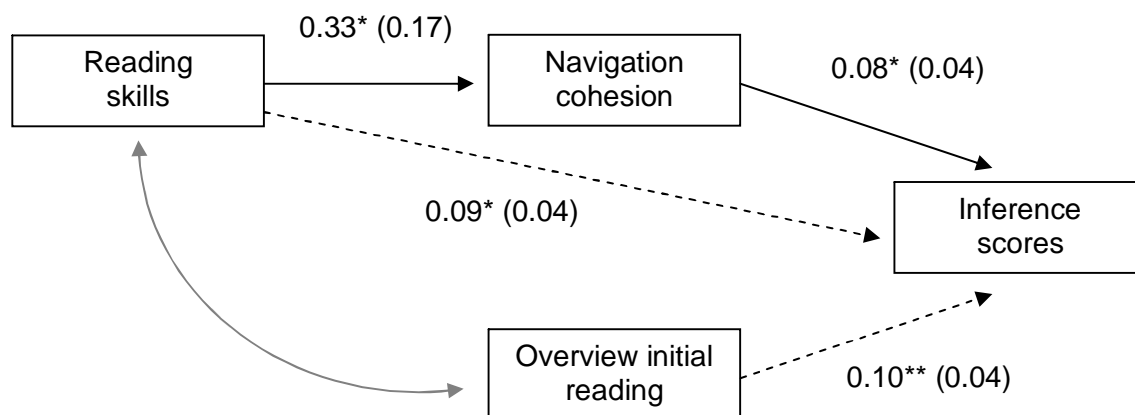 0.33* (0.17)
Reading
skills
Navigation
cohesion
0.08* (0.04)
0.09* (0.04)
Inference
scores
Overview initial
reading
0.10** (0.04)